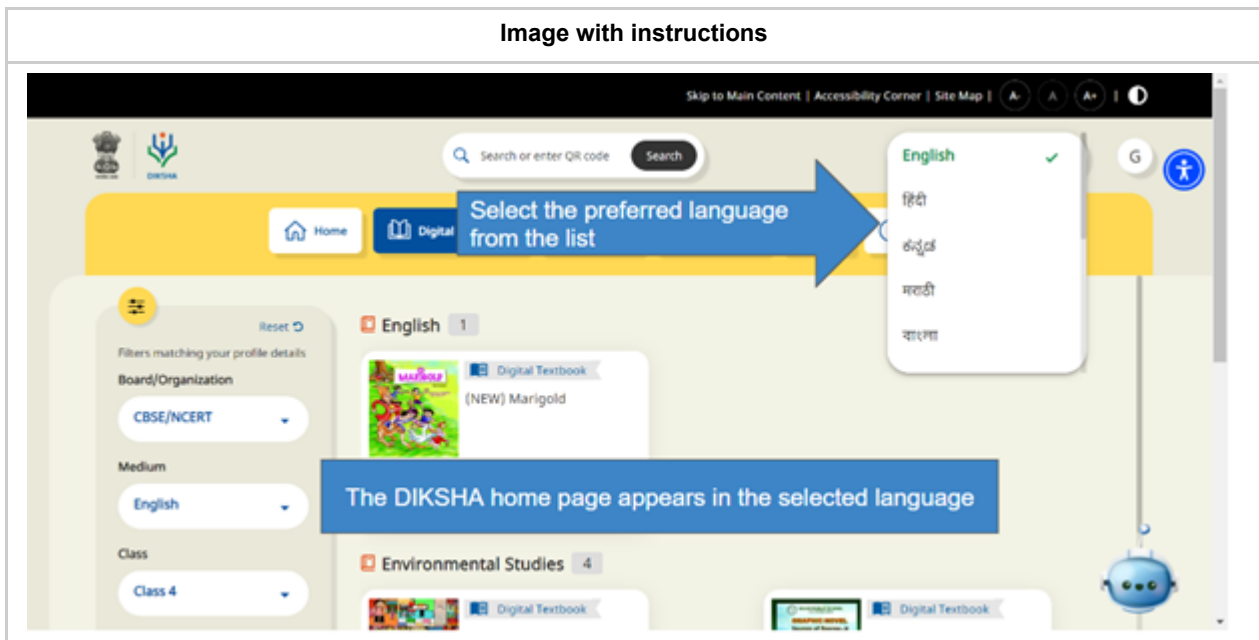 Image with instructions
Skip to Main Content | Accessibility Corner | Site Map | A- A A+ |
DIKSHA
Search or enter QR code Search
English
हिंदी
ಕನ್ನಡ
मराठी
বাংলা
G
Home
Digital
Select the preferred language
from the list
Reset
Filters matching your profile details
Board/Organization
CBSE/NCERT
Medium
English
Class
Class 4
English 1
MARIGOLD
Digital Textbook
(NEW) Marigold
The DIKSHA home page appears in the selected language
Environmental Studies 4
Digital Textbook
GRAPHIC NOVEL
Digital Textbook